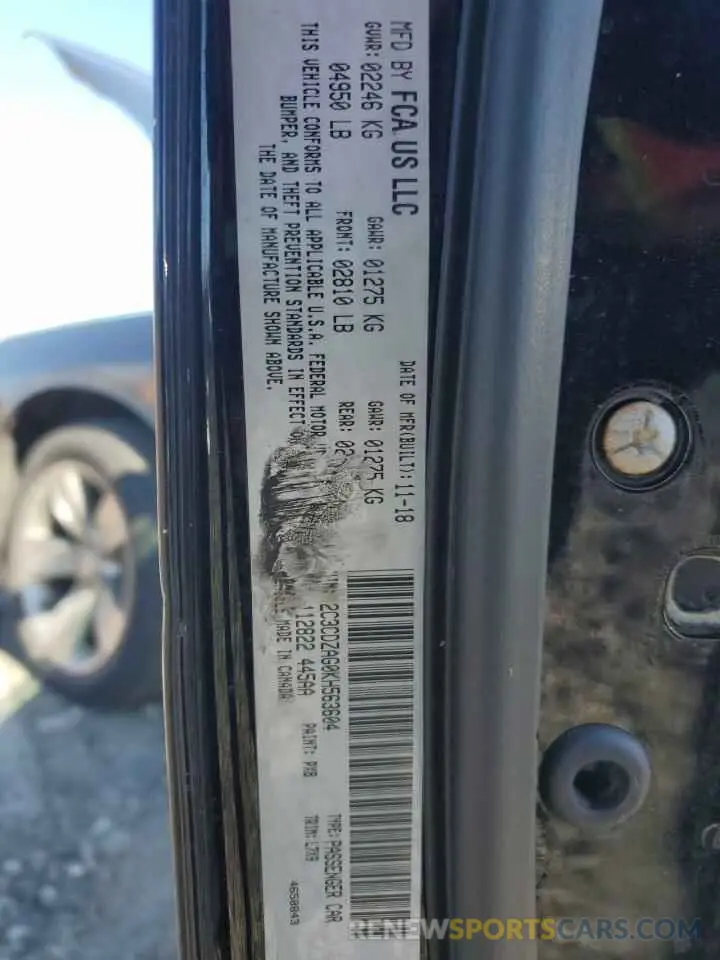 MFD BY FCA US LLC
DATE OF MFR(BUILT): 11-18
GVWR: 02246 KG
GAWR: 01275 KG
GAWR: 01275 KG
04950 LB
FRONT: 02810 LB
REAR: 02
THIS VEHICLE CONFORMS TO ALL APPLICABLE U.S.A. FEDERAL MOTOR
BUMPER, AND THEFT PREVENTION STANDARDS IN EFFECT
THE DATE OF MANUFACTURE SHOWN ABOVE.
2C3CDZAG0KH563604
TYPE: PASSENGER CAR
112822 445AA
PAINT: PXB
TRIM: L7X9
MADE IN CANADA
4650843
RENEWSPORTSCARS.COM